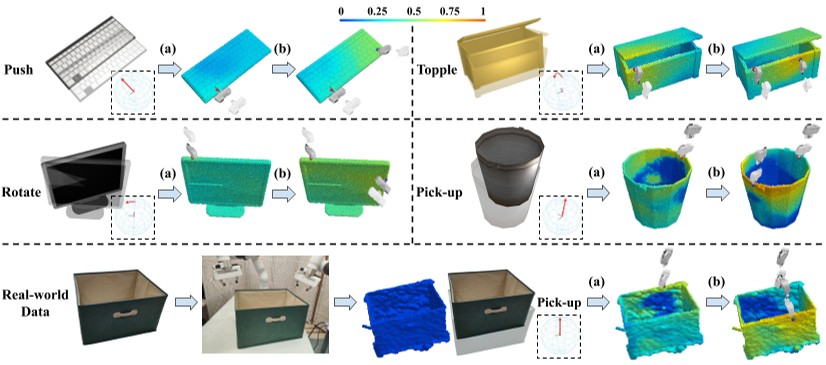 0 0.25 0.5 0.75 1
Push (a) (b)
Topple (a) (b)
Rotate (a) (b)
Pick-up (a) (b)
Real-world
Data
Pick-up (a) (b)